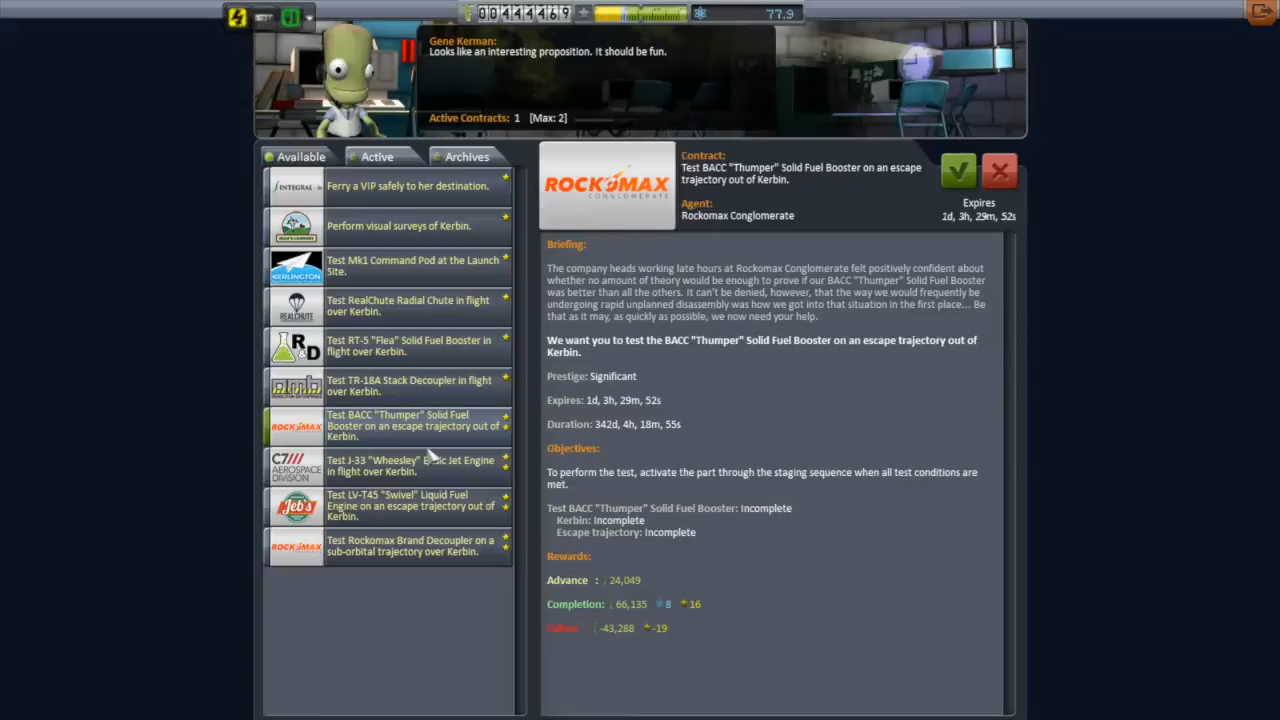 00444469
77.9
Gene Kerman:
Looks like an interesting proposition. It should be fun.
Active Contracts: 1 [Max: 2]
Available
Active
Archives
INTEGRAL
Ferry a VIP safely to her destination.
Perform visual surveys of Kerbin.
KERLINGTON
Test Mk1 Command Pod at the Launch
Site.
REALCHUTE
Test RealChute Radial Chute in flight
over Kerbin.
R&D
Test RT-5 "Flea" Solid Fuel Booster in
flight over Kerbin.
Test TR-18A Stack Decoupler in flight
over Kerbin.
ROCKOMAX
Test BACC "Thumper" Solid Fuel
Booster on an escape trajectory out of
Kerbin.
C7///
AEROSPACE
DIVISION
Test J-33 "Wheesley" Jet Engine
in flight over Kerbin.
Jeb's
Test LV-T45 "Swivel" Liquid Fuel
Engine on an escape trajectory out of
Kerbin.
ROCKOMAX
Test Rockomax Brand Decoupler on a
sub-orbital trajectory over Kerbin.
ROCKOMAX
CONGLOMERATE
Contract:
Test BACC "Thumper" Solid Fuel Booster on an escape
trajectory out of Kerbin.
Agent:
Rockomax Conglomerate
Expires
1d, 3h, 29m, 52s
Briefing:
The company heads working late hours at Rockomax Conglomerate felt positively confident about
whether no amount of theory would be enough to prove if our BACC "Thumper" Solid Fuel Booster
was better than all the others. It can't be denied, however, that the way we would frequently be
undergoing rapid unplanned disassembly was how we got into that situation in the first place... Be
that as it may, as quickly as possible, we now need your help.
We want you to test the BACC "Thumper" Solid Fuel Booster on an escape trajectory out of
Kerbin.
Prestige: Significant
Expires: 1d, 3h, 29m, 52s
Duration: 342d, 4h, 18m, 55s
Objectives:
To perform the test, activate the part through the staging sequence when all test conditions are
met.
Test BACC "Thumper" Solid Fuel Booster: Incomplete
Kerbin: Incomplete
Escape trajectory: Incomplete
Rewards:
Advance : 24,049
Completion: 66,135 8 16
-43,288 -19